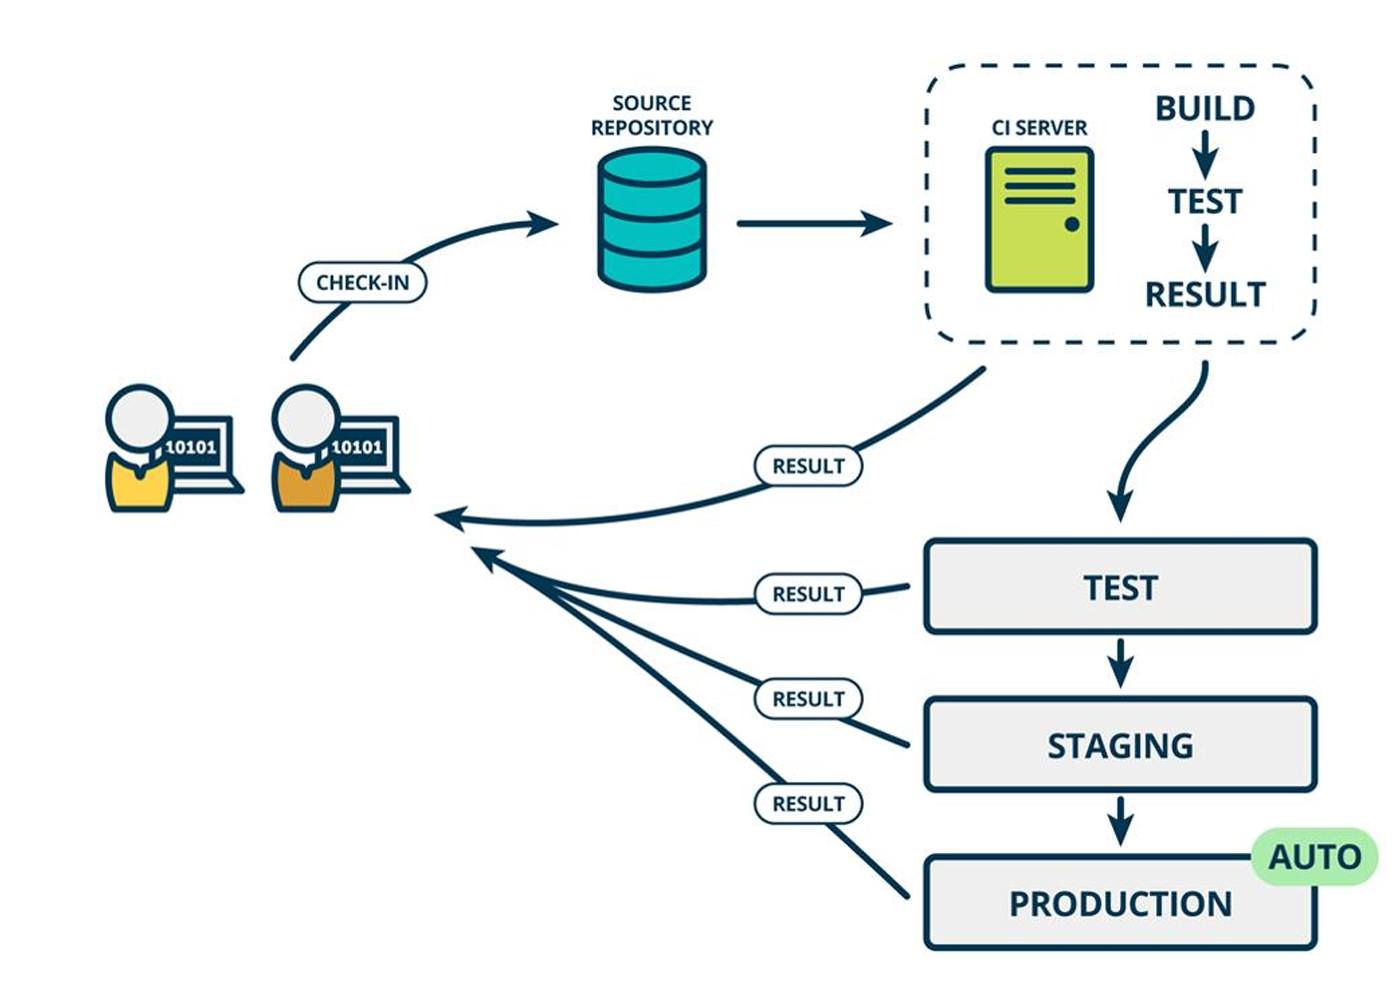 SOURCE
REPOSITORY
CI SERVER
BUILD
TEST
RESULT
CHECK-IN
10101
10101
RESULT
TEST
RESULT
STAGING
RESULT
AUTO
PRODUCTION
RESULT